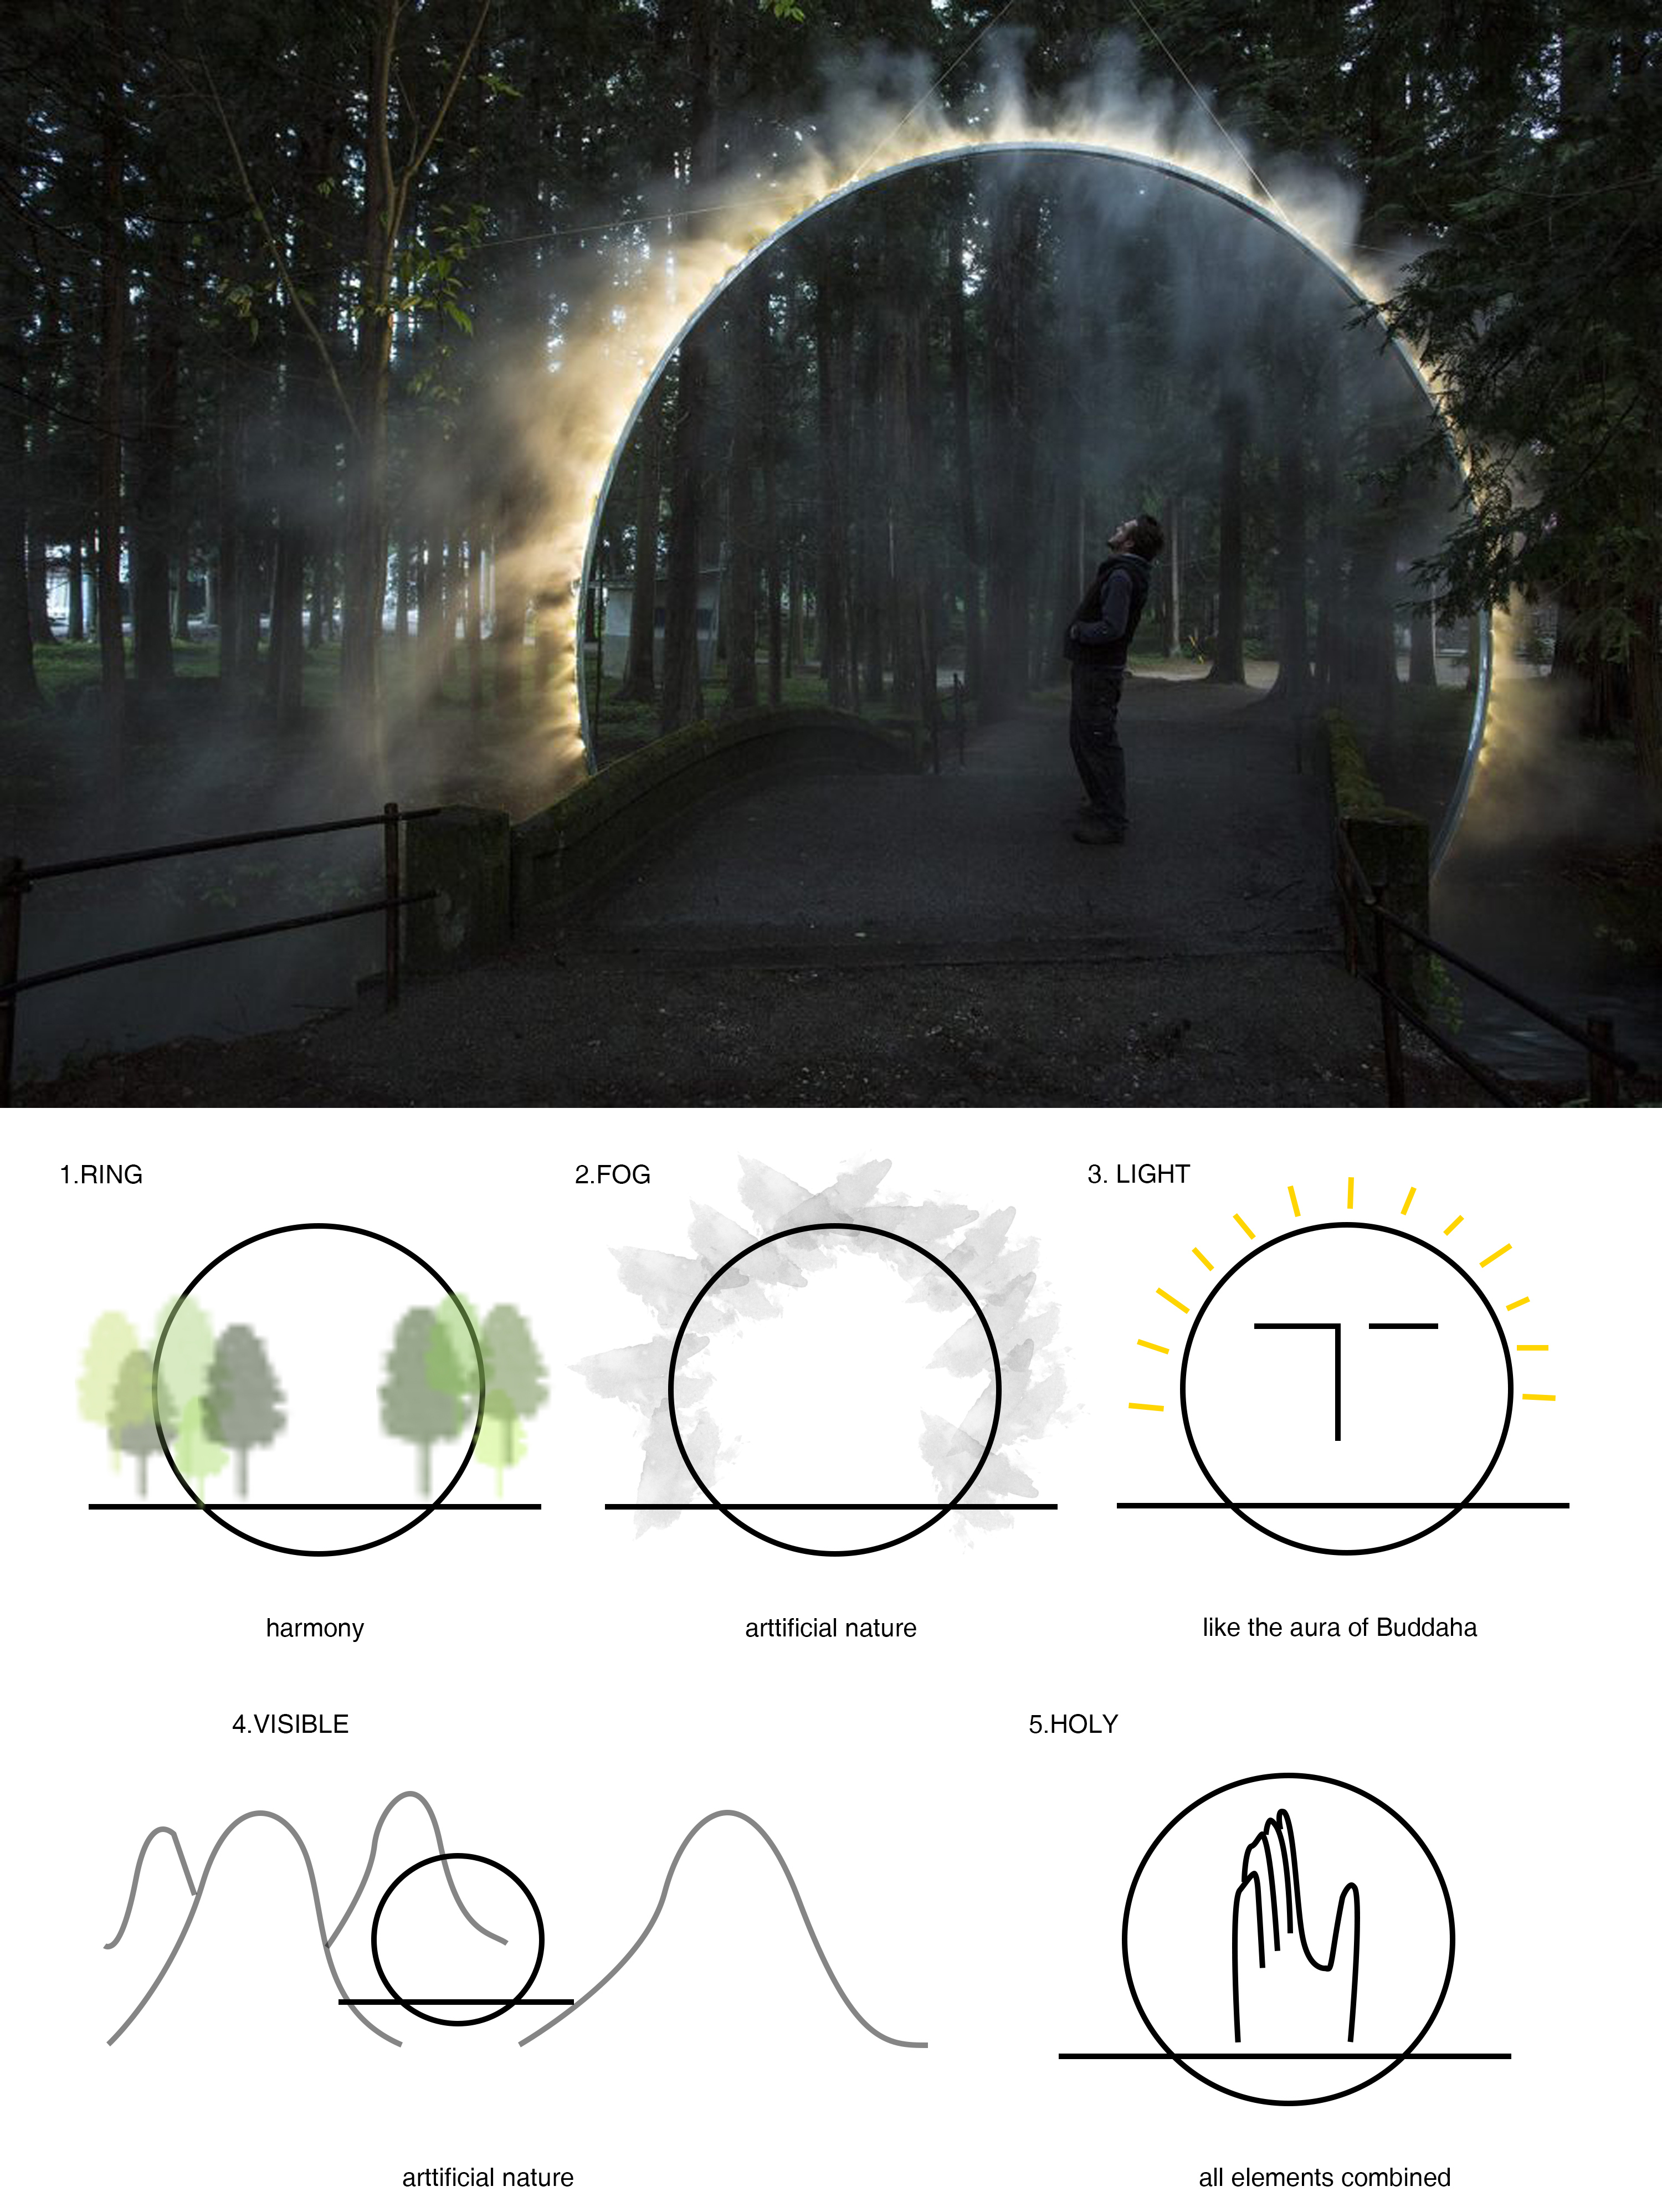 1.RING
2.FOG
3. LIGHT
harmony
arttificial nature
like the aura of Buddaha
4.VISIBLE
5.HOLY
arttificial nature
all elements combined